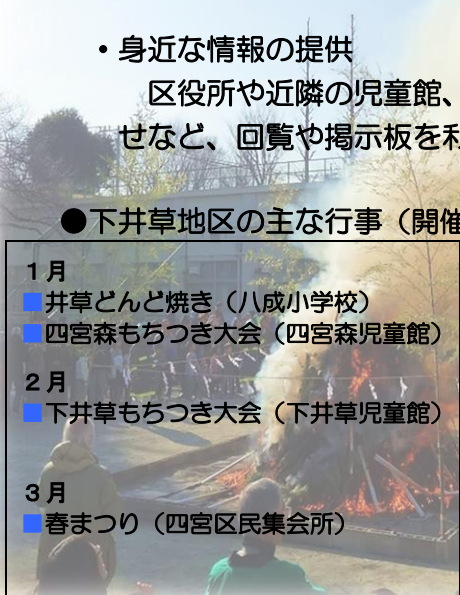 ・身近な情報の提供
区役所や近隣の児童館、
せなど、回覧や掲示板を利
●下井草地区の主な行事（開催
１月
■井草どんど焼き（八成小学校）
■四宮森もちつき大会（四宮森児童館）
２月
■下井草もちつき大会（下井草児童館）
３月
■春まつり（四宮区民集会所）